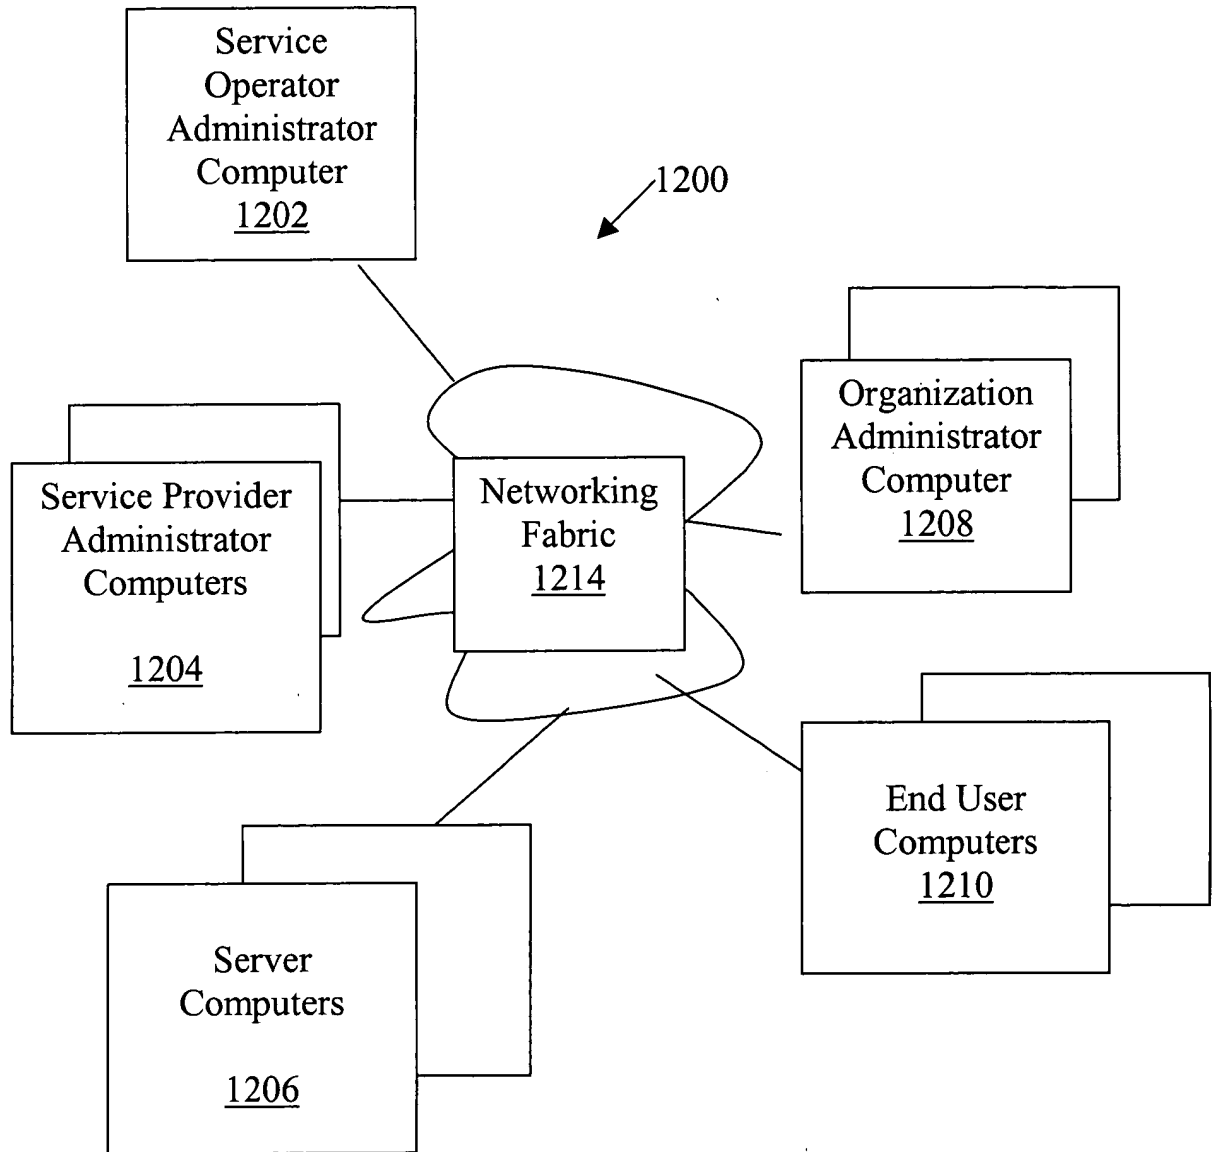 Service
Operator
Administrator
Computer
1202
1200
Organization
Administrator
Computer
1208
Service Provider
Administrator
Computers
1204
Networking
Fabric
1214
End User
Computers
1210
Server
Computers
1206